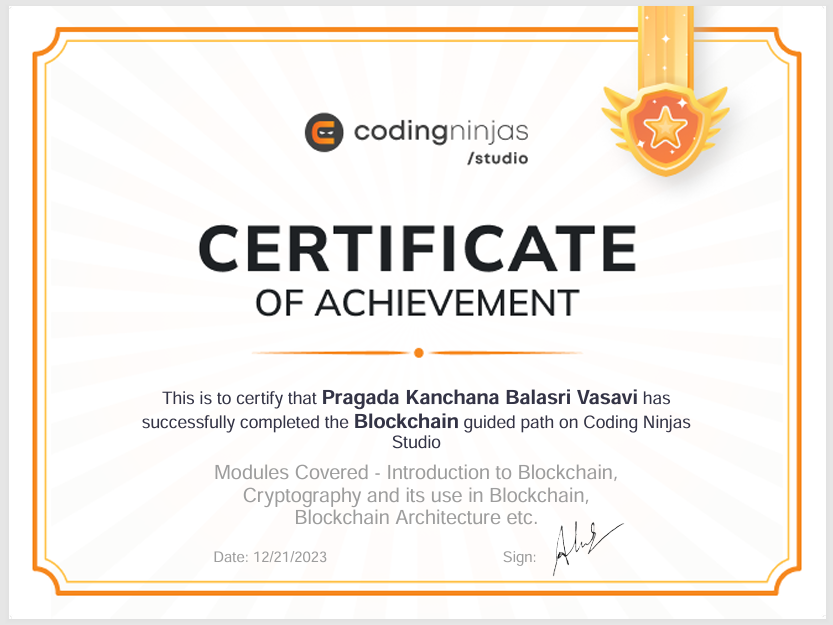 codingninjas
/studio
CERTIFICATE
OF ACHIEVEMENT
This is to certify that Pragada Kanchana Balasri Vasavi has
successfully completed the Blockchain guided path on Coding Ninjas
Studio
Modules Covered - Introduction to Blockchain,
Cryptography and its use in Blockchain,
Blockchain Architecture etc.
Date: 12/21/2023
Sign: